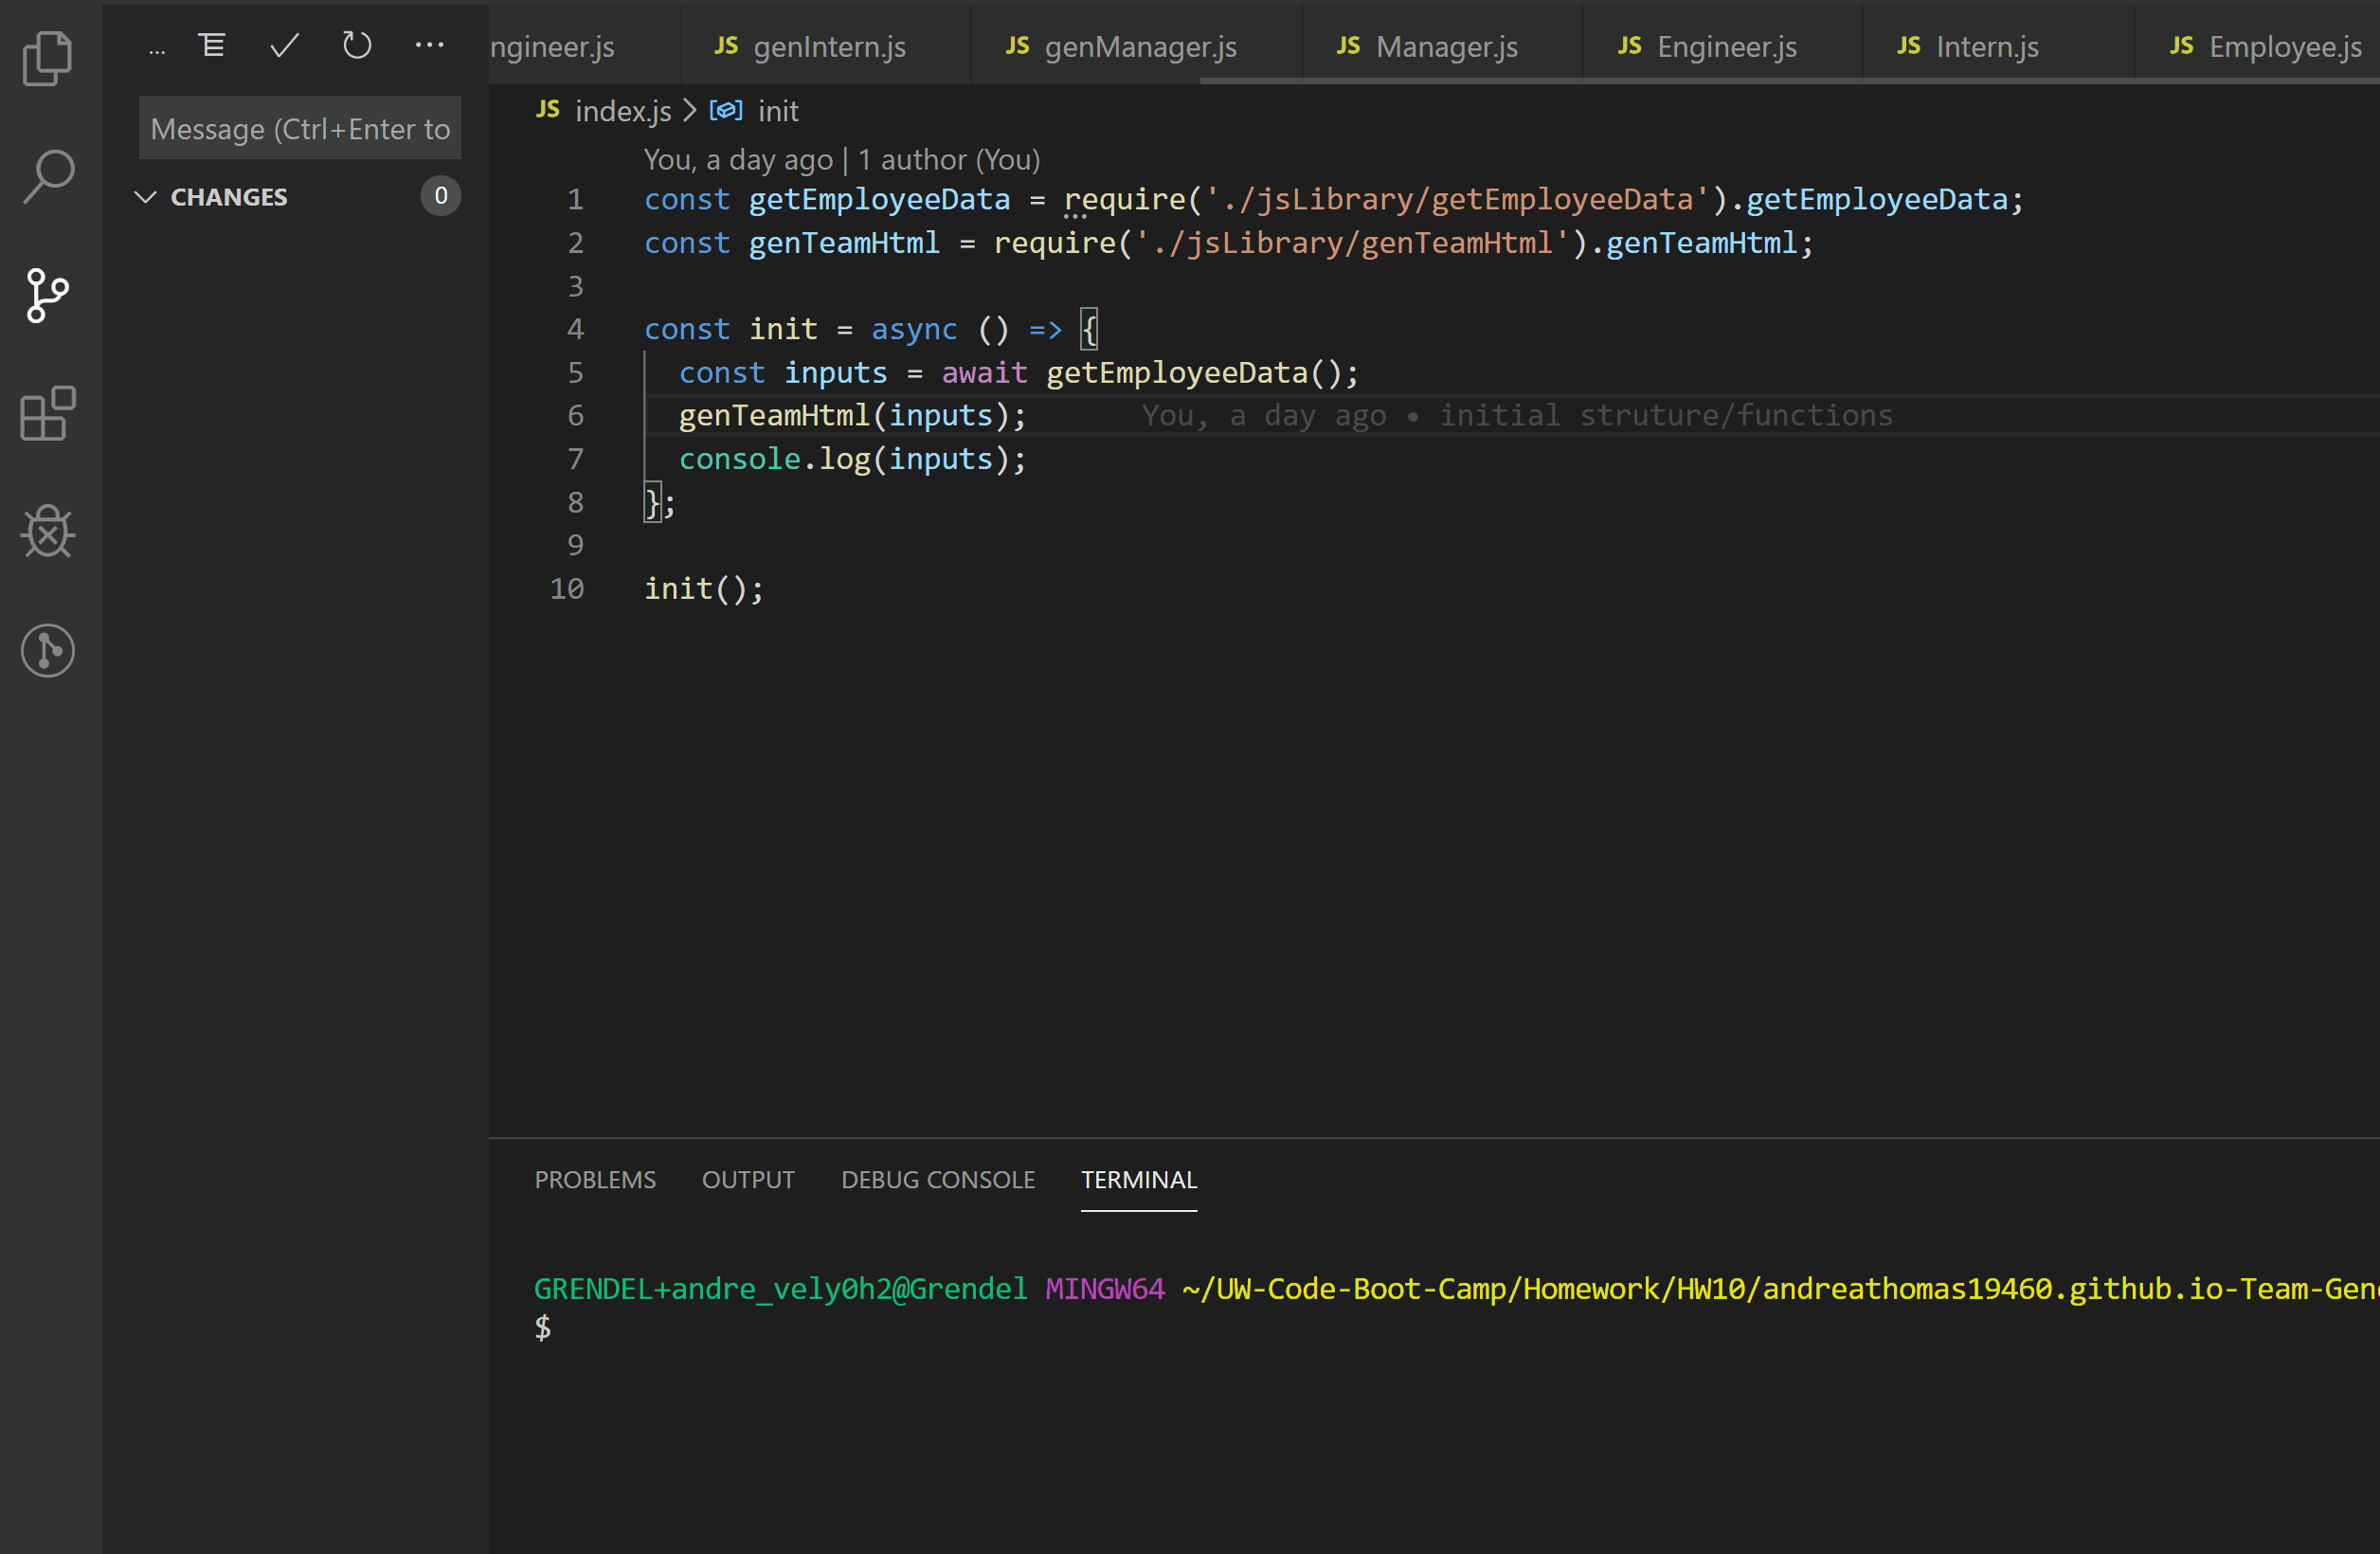 ... ...
ngineer.js JS genIntern.js JS genManager.js JS Manager.js JS Engineer.js JS Intern.js JS Employee.js
Message (Ctrl+Enter to
CHANGES 0
JS index.js > init
You, a day ago | 1 author (You)
1 const getEmployeeData = require('./jsLibrary/getEmployeeData').getEmployeeData;
2 const genTeamHtml = require('./jsLibrary/genTeamHtml').genTeamHtml;
3
4 const init = async () => {
5 const inputs = await getEmployeeData();
6 genTeamHtml(inputs); You, a day ago • initial struture/functions
7 console.log(inputs);
8 };
9
10 init();
PROBLEMS OUTPUT DEBUG CONSOLE TERMINAL
GRENDEL+andre_vely0h2@Grendel MINGW64 ~/UW-Code-Boot-Camp/Homework/HW10/andreathomas19460.github.io-Team-Gen
$